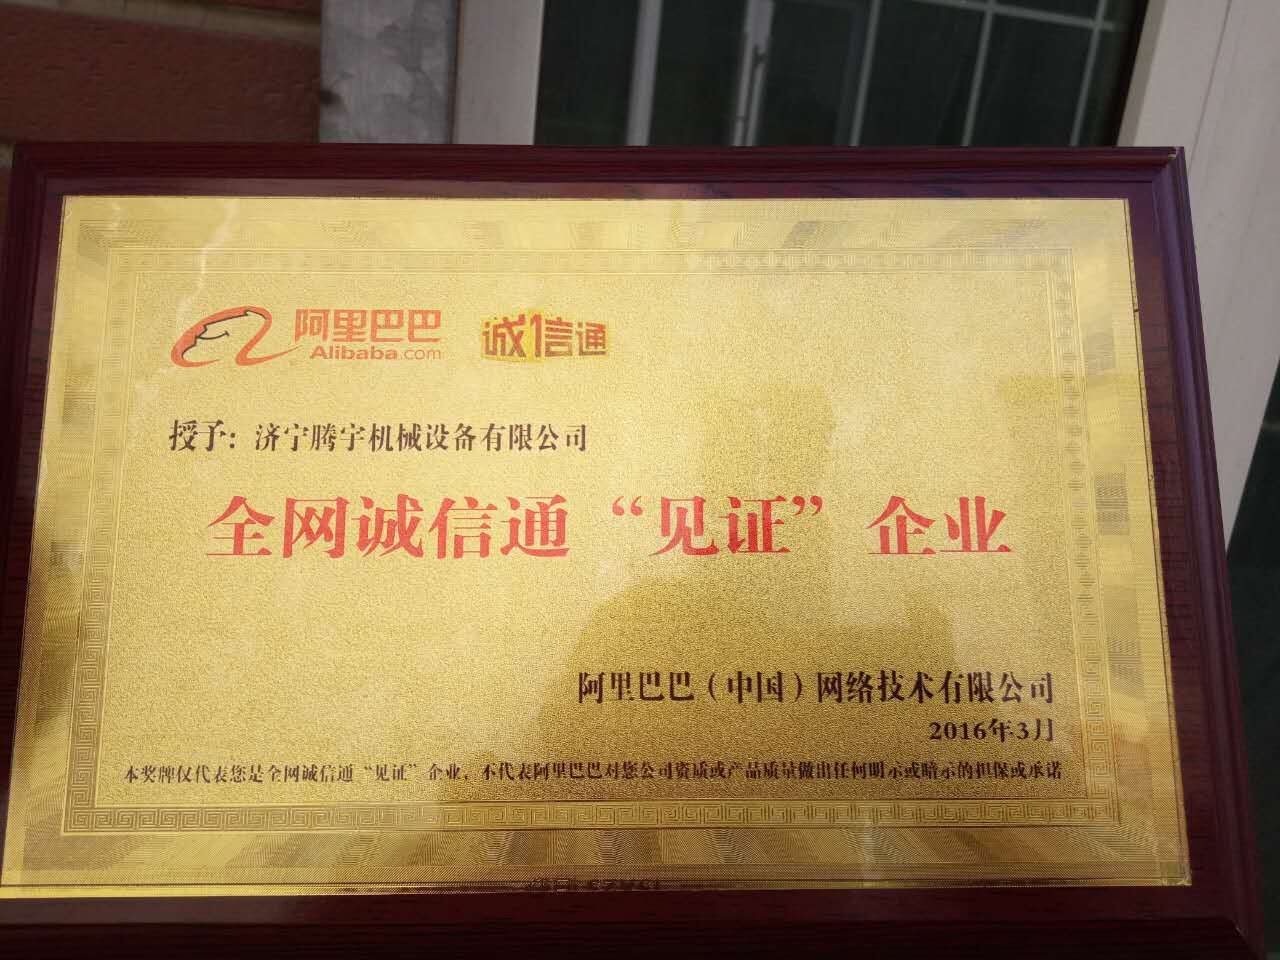 阿里巴巴 诚信通
Alibaba.com
授予：济宁腾宇机械设备有限公司
全网诚信通“见证”企业
阿里巴巴（中国）网络技术有限公司
2016年3月
本奖牌仅代表您是全网诚信通“见证”企业，不代表阿里巴巴对您公司资质或产品质量做出任何明示或暗示的担保或承诺